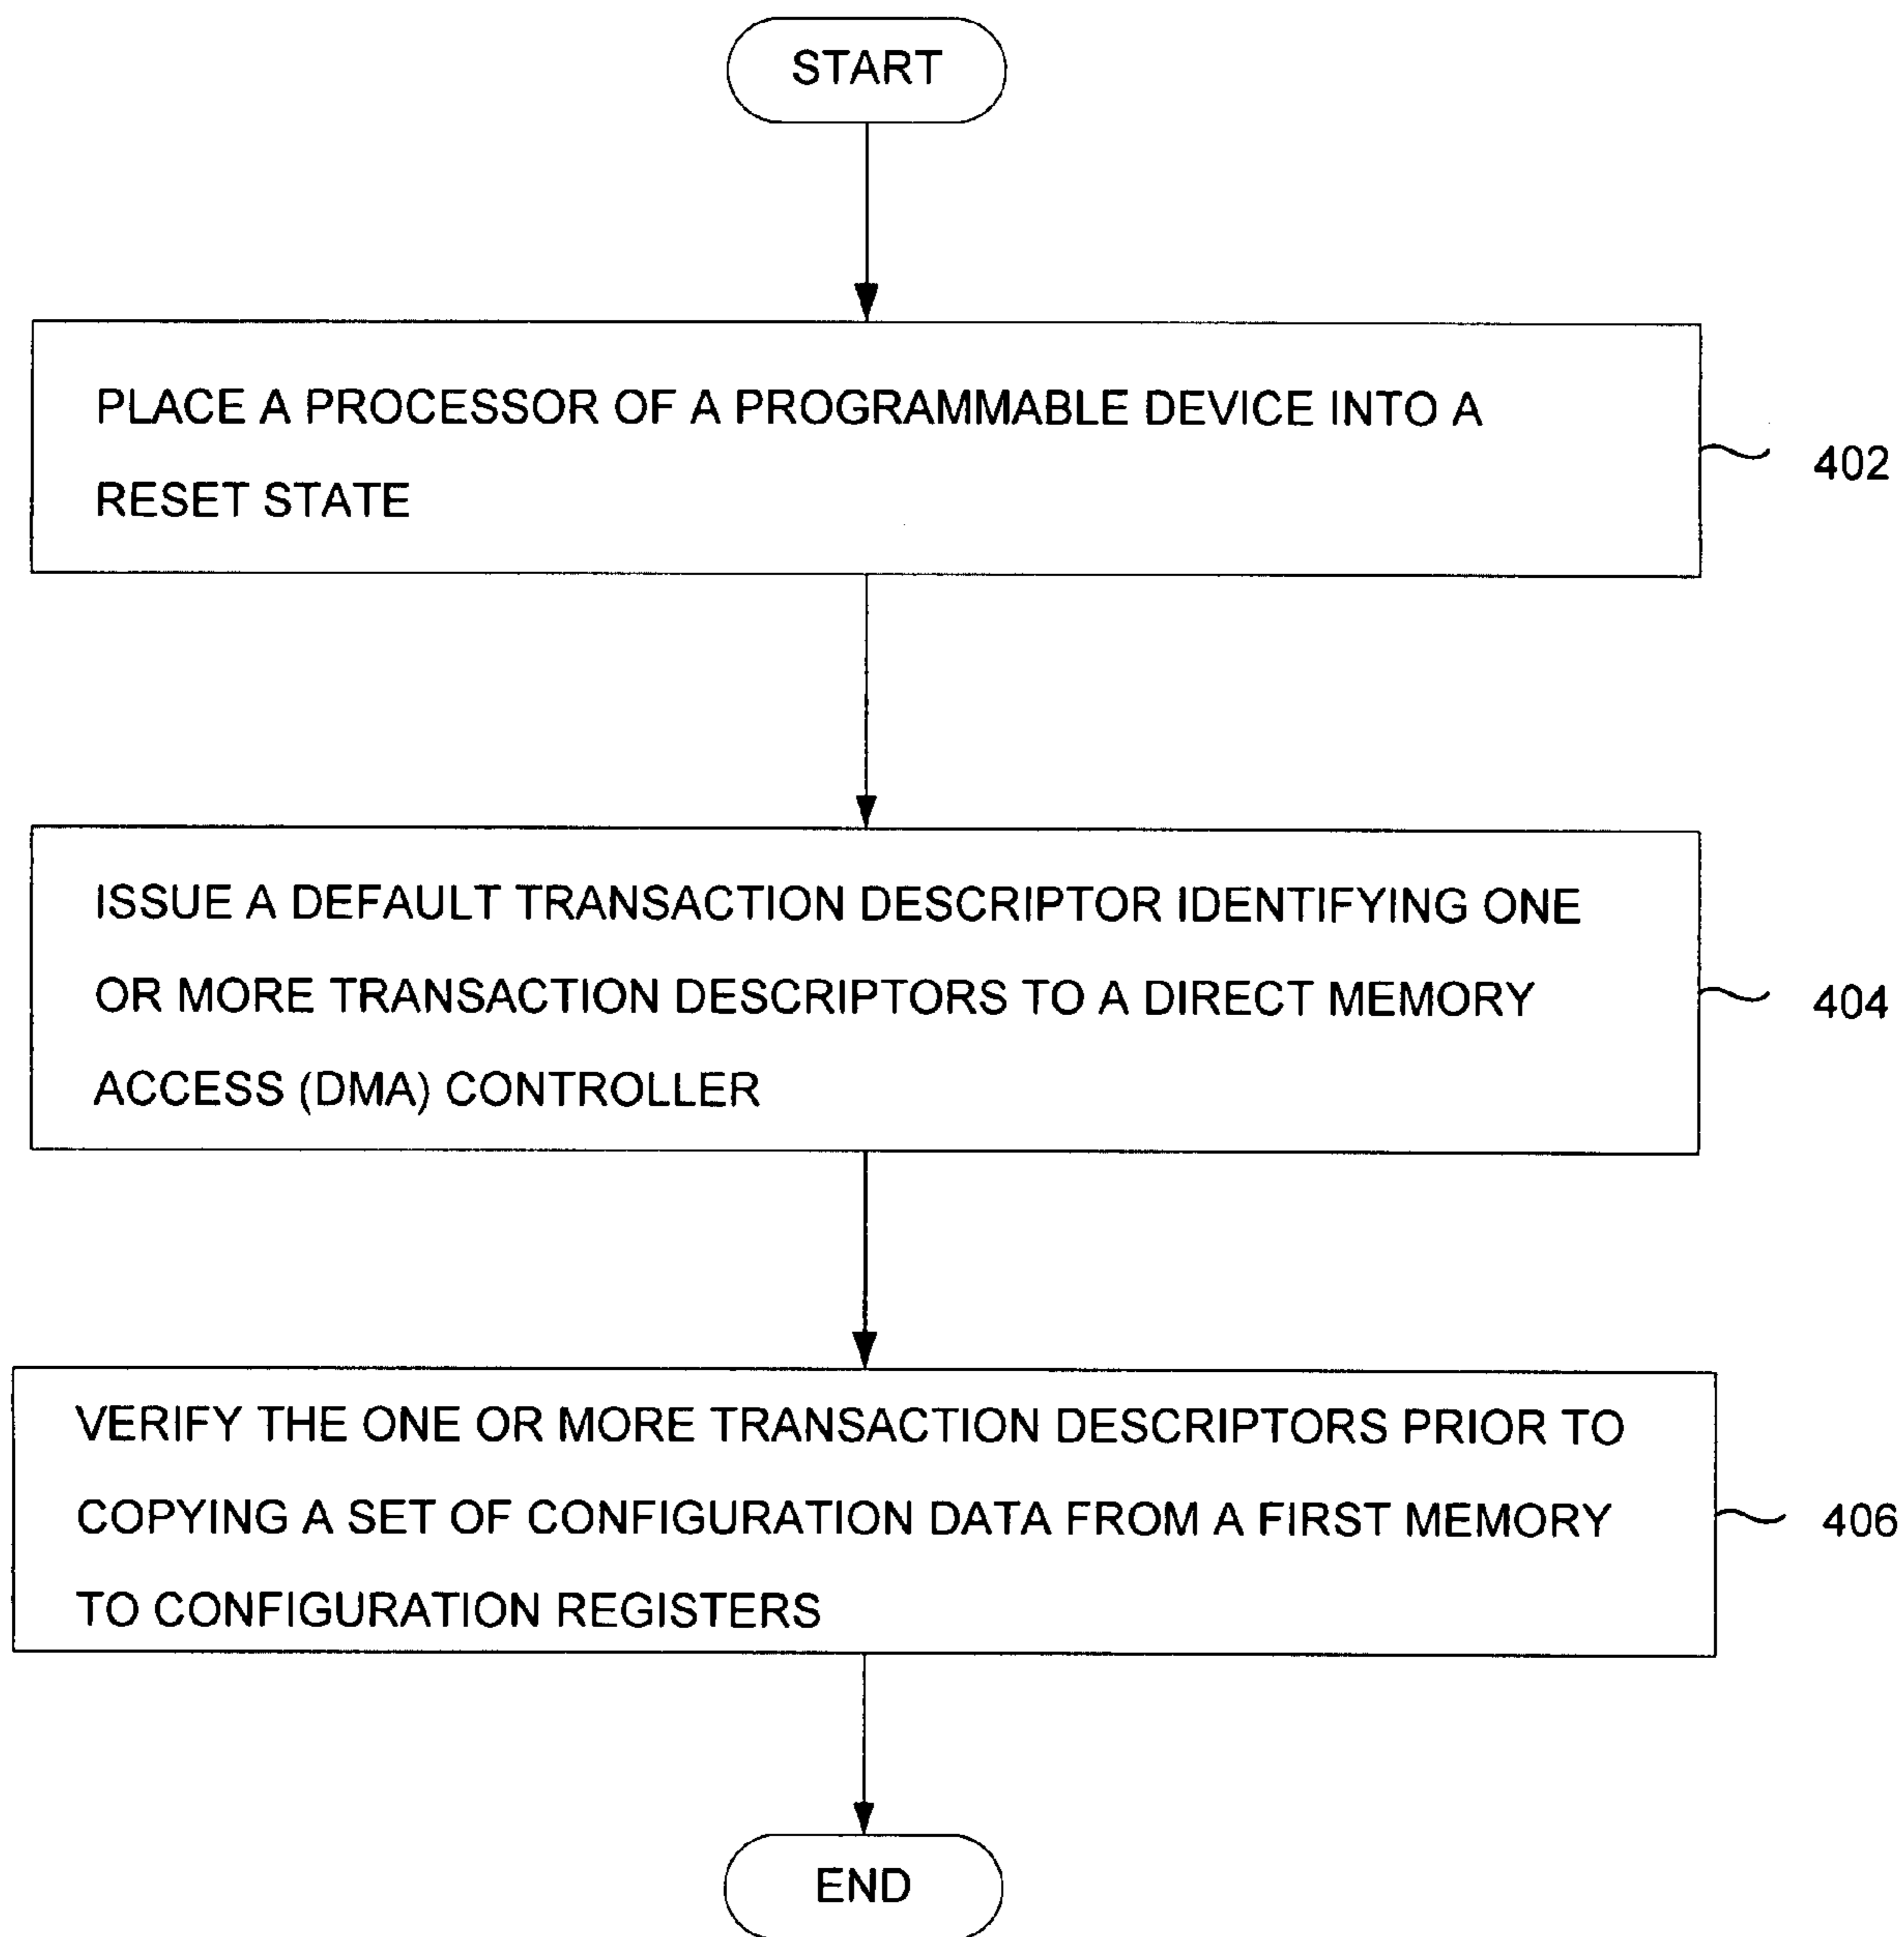 START
PLACE A PROCESSOR OF A PROGRAMMABLE DEVICE INTO A
RESET STATE
402
ISSUE A DEFAULT TRANSACTION DESCRIPTOR IDENTIFYING ONE
OR MORE TRANSACTION DESCRIPTORS TO A DIRECT MEMORY
ACCESS (DMA) CONTROLLER
404
VERIFY THE ONE OR MORE TRANSACTION DESCRIPTORS PRIOR TO
COPYING A SET OF CONFIGURATION DATA FROM A FIRST MEMORY
TO CONFIGURATION REGISTERS
406
END